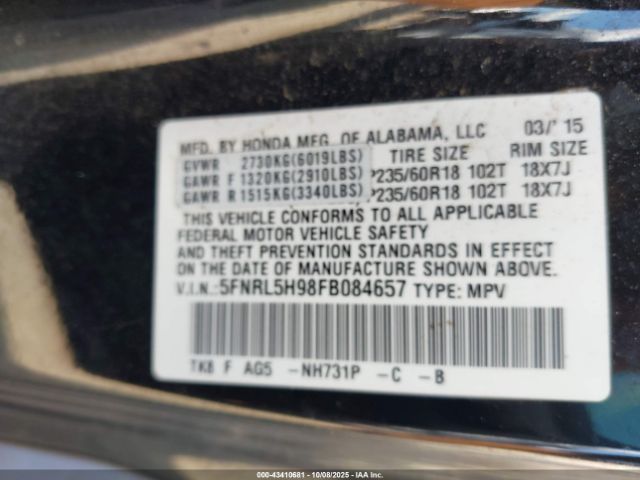 MFD. BY HONDA MFG. OF ALABAMA, LLC 03/'15
GVWR 2730KG(6019LBS) TIRE SIZE RIM SIZE
GAWR F 1320KG(2910LBS) P235/60R18 102T 18X7J
GAWR R 1515KG(3340LBS) P235/60R18 102T 18X7J
THIS VEHICLE CONFORMS TO ALL APPLICABLE
FEDERAL MOTOR VEHICLE SAFETY
AND THEFT PREVENTION STANDARDS IN EFFECT
ON THE DATE OF MANUFACTURE SHOWN ABOVE.
V.I.N.: 5FNRL5H98FB084657 TYPE: MPV
TK8 F AG5 -NH731P -C -B
000-43410681 - 10/08/2025 - IAA Inc.